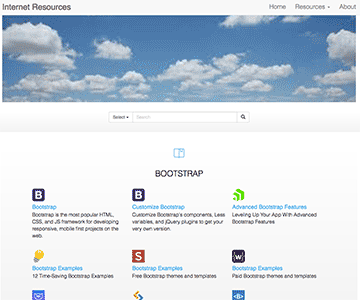 Internet Resources
Home Resources About
Select Search
BOOTSTRAP
B B
Bootstrap
Bootstrap is the most popular HTML,
CSS, and JS framework for developing
responsive, mobile first projects on the
web.
Customize Bootstrap
Customize Bootstrap's components, Less
variables, and jQuery plugins to get your
very own version.
Advanced Bootstrap Features
Leveling Up Your App With Advanced
Bootstrap Features
S W
Bootstrap Examples
12 Time-Saving Bootstrap Examples
Bootstrap Examples
Free Bootstrap themes and templates
Bootstrap Examples
Paid Bootstrap themes and templates
B